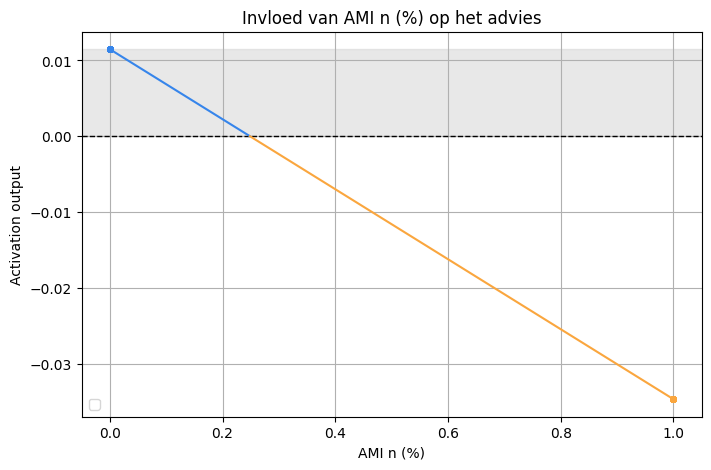 Invloed van AMI n (%) op het advies
Activation output
0.01
0.00
−0.01
−0.02
−0.03
0.0 0.2 0.4 0.6 0.8 1.0
AMI n (%)